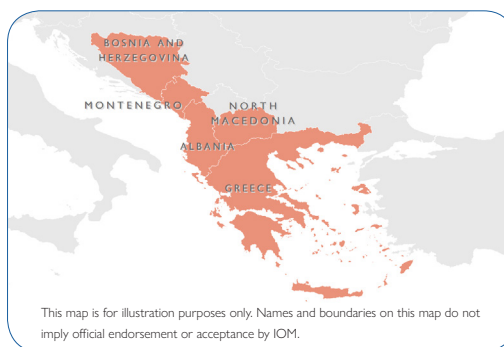 BOSNIA AND
HERZEGOVINA
MONTENEGRO
NORTH
MACEDONIA
ALBANIA
GREECE
This map is for illustration purposes only. Names and boundaries on this map do not
imply official endorsement or acceptance by IOM.